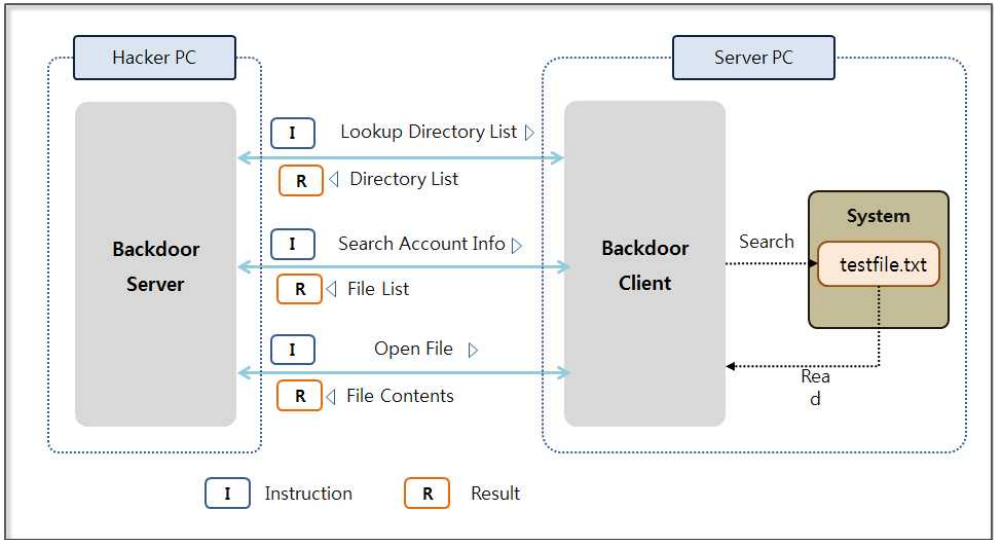 Hacker PC
Server PC
I Lookup Directory List ▷
R ◁ Directory List
Backdoor
Server
I Search Account Info ▷
R ◁ File List
Backdoor
Client
Search
System
testfile.txt
I Open File ▷
R ◁ File Contents
Rea
d
I Instruction
R Result